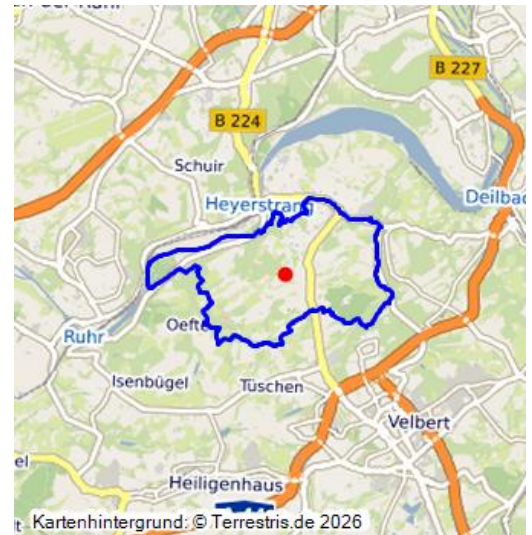 B 227
B 224
Schuir
Heyerstrang
Deilbac
Ruhr
Oefte
Isenbügel
Tüschen
Velbert
Heiligenhaus
Kartenhintergrund: © Terrestris.de 2026